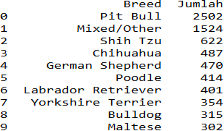 Breed Jumlah
0 Pit Bull 2502
1 Mixed/Other 1524
2 Shih Tzu 622
3 Chihuahua 487
4 German Shepherd 470
5 Poodle 414
6 Labrador Retriever 401
7 Yorkshire Terrier 354
8 Bulldog 315
9 Maltese 302